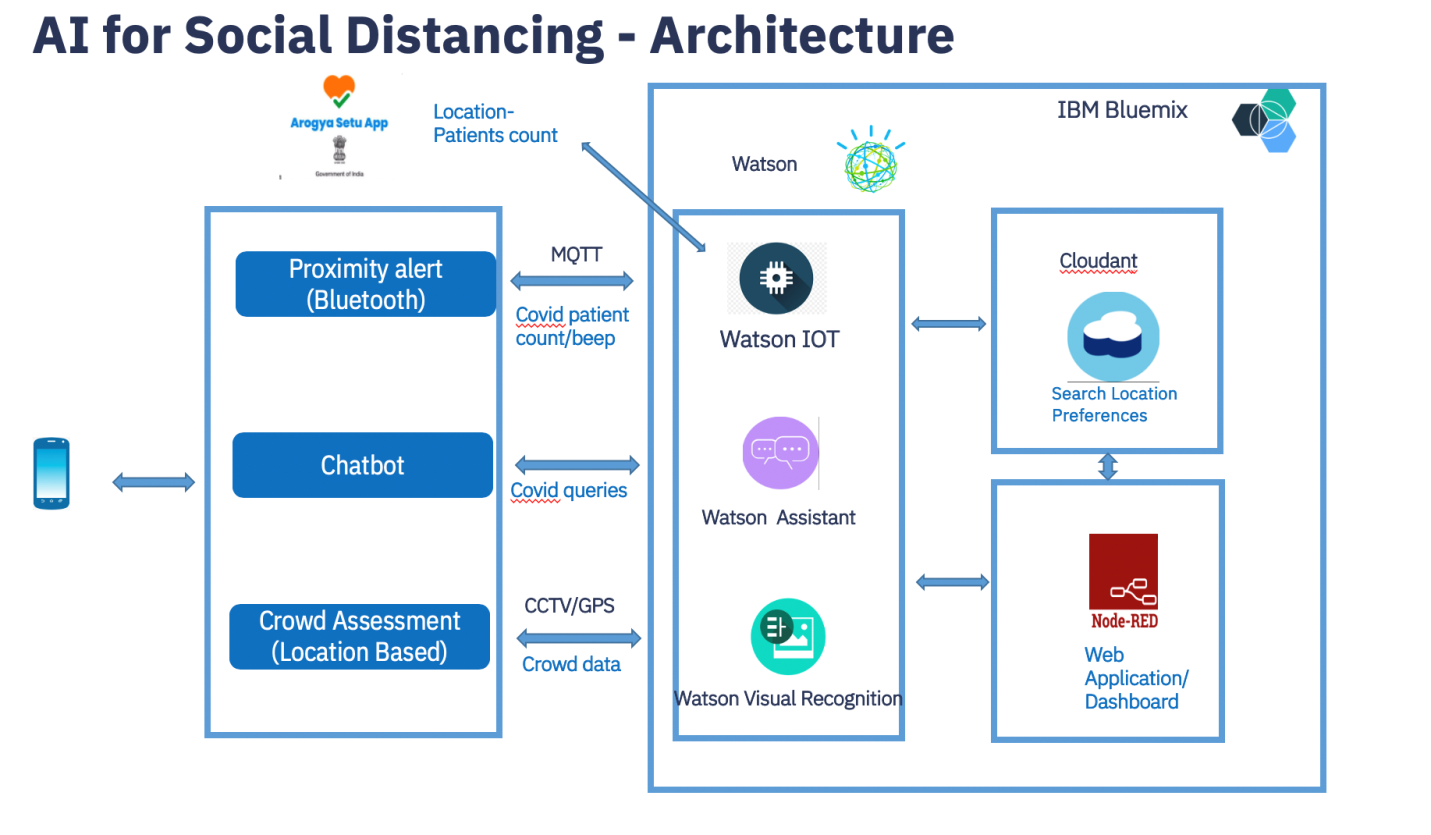 AI for Social Distancing - Architecture
Arogya Setu App
Government of India
Location-
Patients count
IBM Bluemix
Watson
Proximity alert
(Bluetooth)
MQTT
Covid patient
count/beep
Watson IOT
Cloudant
Search Location
Preferences
Chatbot
Covid queries
Watson Assistant
Crowd Assessment
(Location Based)
CCTV/GPS
Crowd data
Watson Visual Recognition
Node-RED
Web
Application/
Dashboard